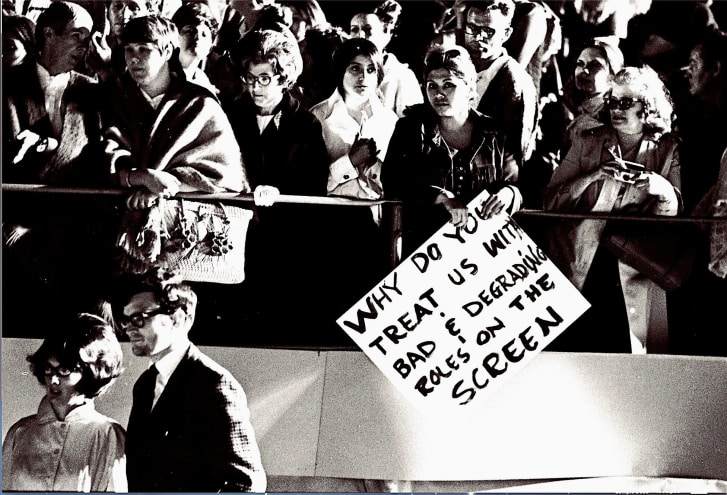 WHY DO YOU
TREAT US WITH
BAD & DEGRADING
ROLES ON THE
SCREEN